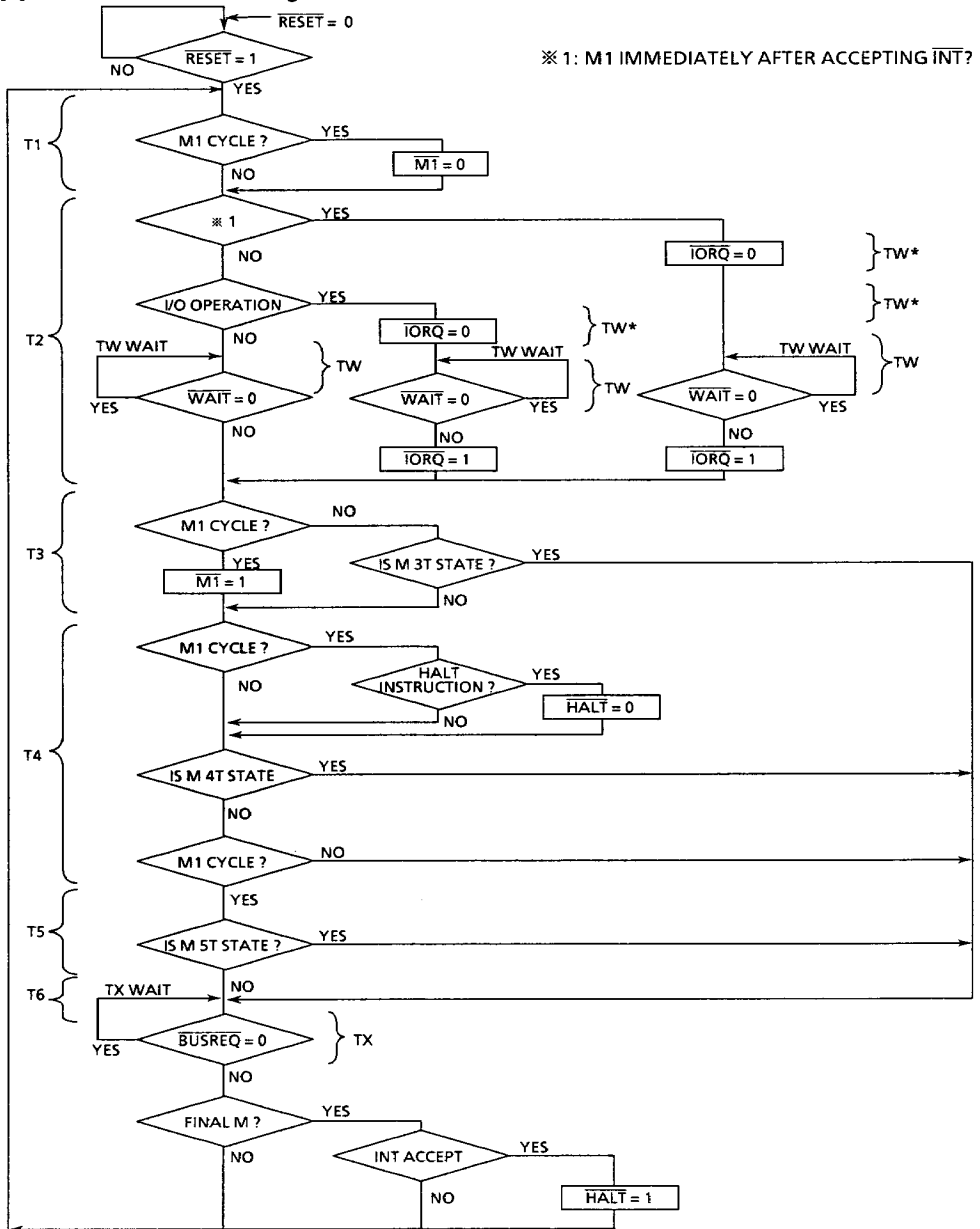 RESET = 0
RESET = 1
NO
YES
※ 1: M1 IMMEDIATELY AFTER ACCEPTING INT?
T1
M1 CYCLE ?
YES
M1 = 0
NO
T2
※ 1
YES
NO
IORQ = 0
TW*
I/O OPERATION
YES
NO
IORQ = 0
TW*
TW*
TW WAIT
TW
TW WAIT
TW
TW WAIT
TW
WAIT = 0
YES
NO
WAIT = 0
YES
NO
WAIT = 0
YES
NO
IORQ = 1
IORQ = 1
T3
M1 CYCLE ?
NO
YES
IS M 3T STATE ?
YES
M1 = 1
NO
T4
M1 CYCLE ?
YES
NO
HALT
INSTRUCTION ?
YES
HALT = 0
NO
IS M 4T STATE
YES
NO
M1 CYCLE ?
NO
YES
T5
IS M 5T STATE ?
YES
NO
T6
TX WAIT
BUSREQ = 0
YES
TX
NO
FINAL M ?
YES
NO
INT ACCEPT
YES
NO
HALT = 1